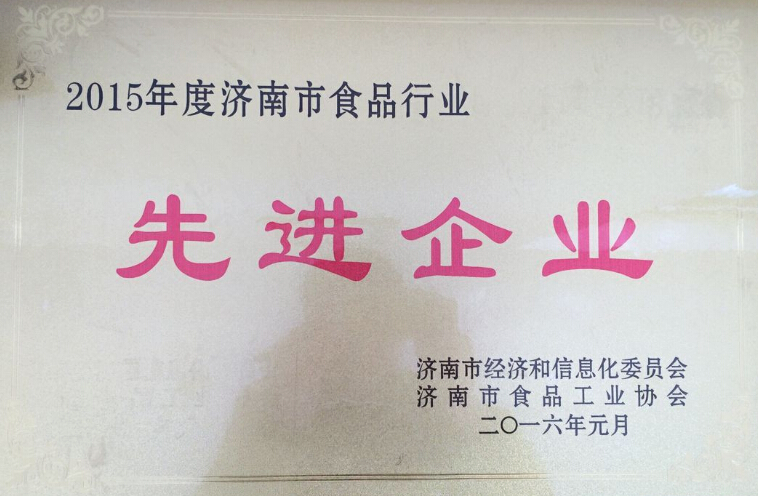 2015年度济南市食品行业
先进企业
济南市经济和信息化委员会
济南市食品工业协会
二〇一六年元月